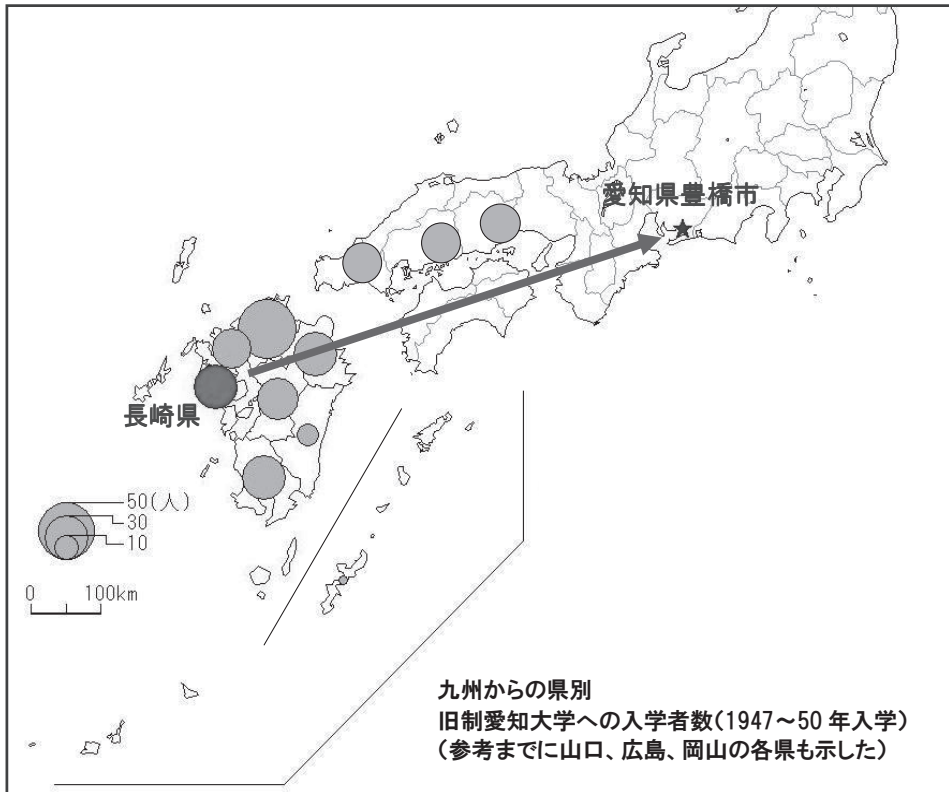 愛知県豊橋市
長崎県
50(人)
30
10
0 100km
九州からの県別
旧制愛知大学への入学者数(1947～50 年入学)
(参考までに山口、広島、岡山の各県も示した)